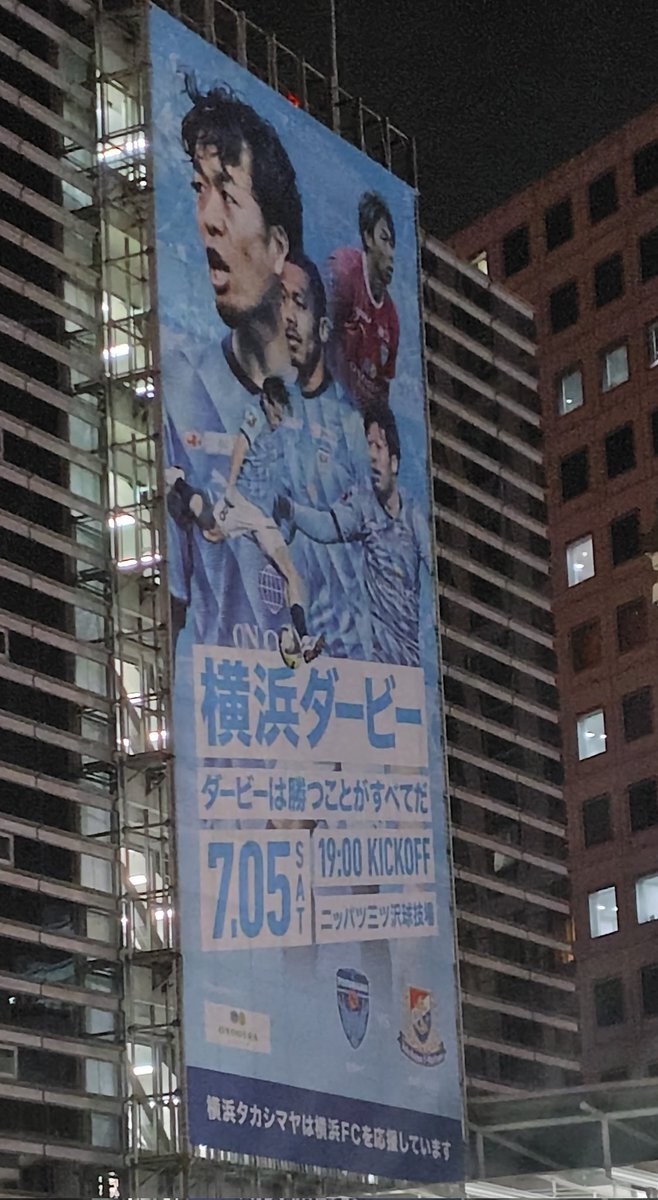 横浜ダービー
ダービーは勝つことがすべてだ
7.05 SAT
19:00 KICKOFF
ニッパツ三ツ沢球技場
VS
横浜タカシマヤは横浜FCを応援しています